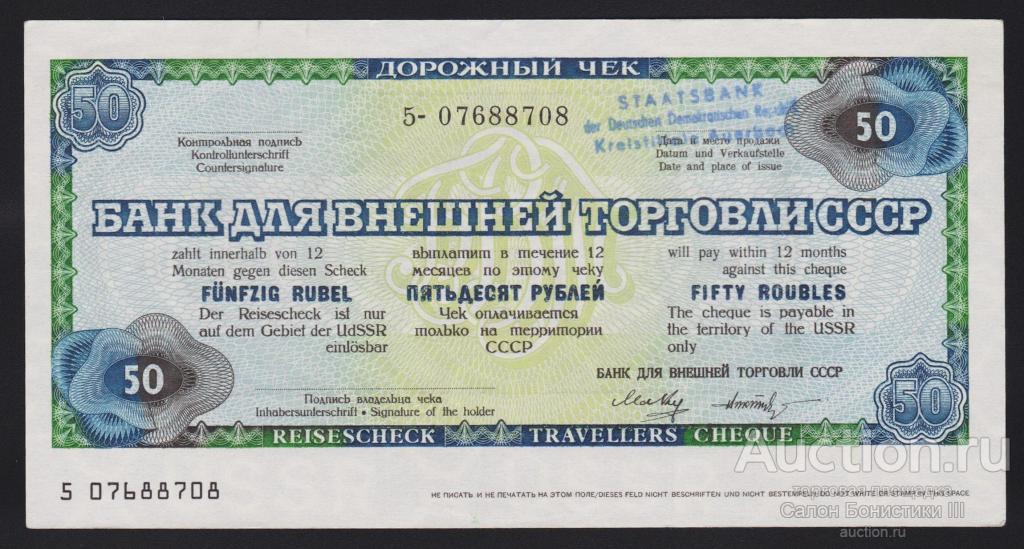 ДОРОЖНЫЙ ЧЕК
50
5- 07688708
STAATSBANK
der Deutschen Demokratischen Republik
50
Контрольная подпись
Kontrollunterschrift
Countersignature
Дата и место продажи
Datum und Verkaufstelle
Date and place of issue
БАНК ДЛЯ ВНЕШНЕЙ ТОРГОВЛИ СССР
zahlt innerhalb von 12
Monaten gegen diesen Scheck
FÜNFZIG RUBEL
Der Reisescheck ist nur
auf dem Gebiet der UdSSR
einlösbar
выплатит в течение 12
месяцев по этому чеку
ПЯТЬДЕСЯТ РУБЛЕЙ
Чек оплачивается
только на территории
СССР
will pay within 12 months
against this cheque
FIFTY ROUBLES
The cheque is payable in
the territory of the USSR
only
БАНК ДЛЯ ВНЕШНЕЙ ТОРГОВЛИ СССР
50
50
Подпись владельца чека
Inhabersunterschrift • Signature of the holder
REISESCHECK TRAVELLERS CHEQUE
5 07688708
НЕ ПИСАТЬ И НЕ ПЕЧАТАТЬ НА ЭТОМ ПОЛЕ/DIESES FELD NICHT BESCHRIFTEN UND NICHT BESTEMPELN/DO NOT WRITE OR STAMP IN THIS SPACE
Auction.ru
торговая площадка
Салон Бонистики III
auction.ru